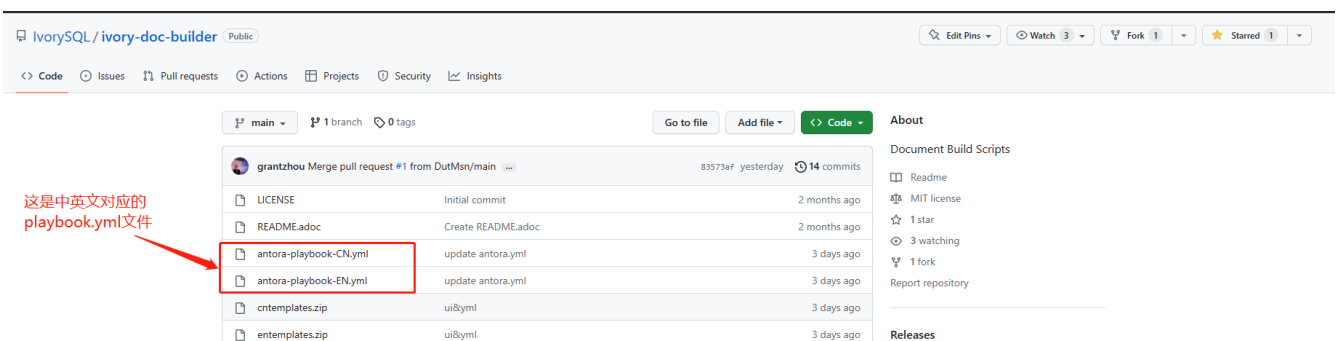 IvorySQL / ivory-doc-builder Public
Edit Pins Watch 3 Fork 1 Starred 1
Code Issues Pull requests Actions Projects Security Insights
main 1 branch 0 tags Go to file Add file Code
grantzhou Merge pull request #1 from DutMsn/main ... 83573af yesterday 14 commits
LICENSE Initial commit 2 months ago
README.adoc Create README.adoc 2 months ago
antora-playbook-CN.yml update antora.yml 3 days ago
antora-playbook-EN.yml update antora.yml 3 days ago
cntemplates.zip ui&yml 3 days ago
entemplates.zip ui&yml 3 days ago
这是中英文对应的
playbook.yml文件
About
Document Build Scripts
Readme
MIT license
1 star
3 watching
1 fork
Report repository
Releases